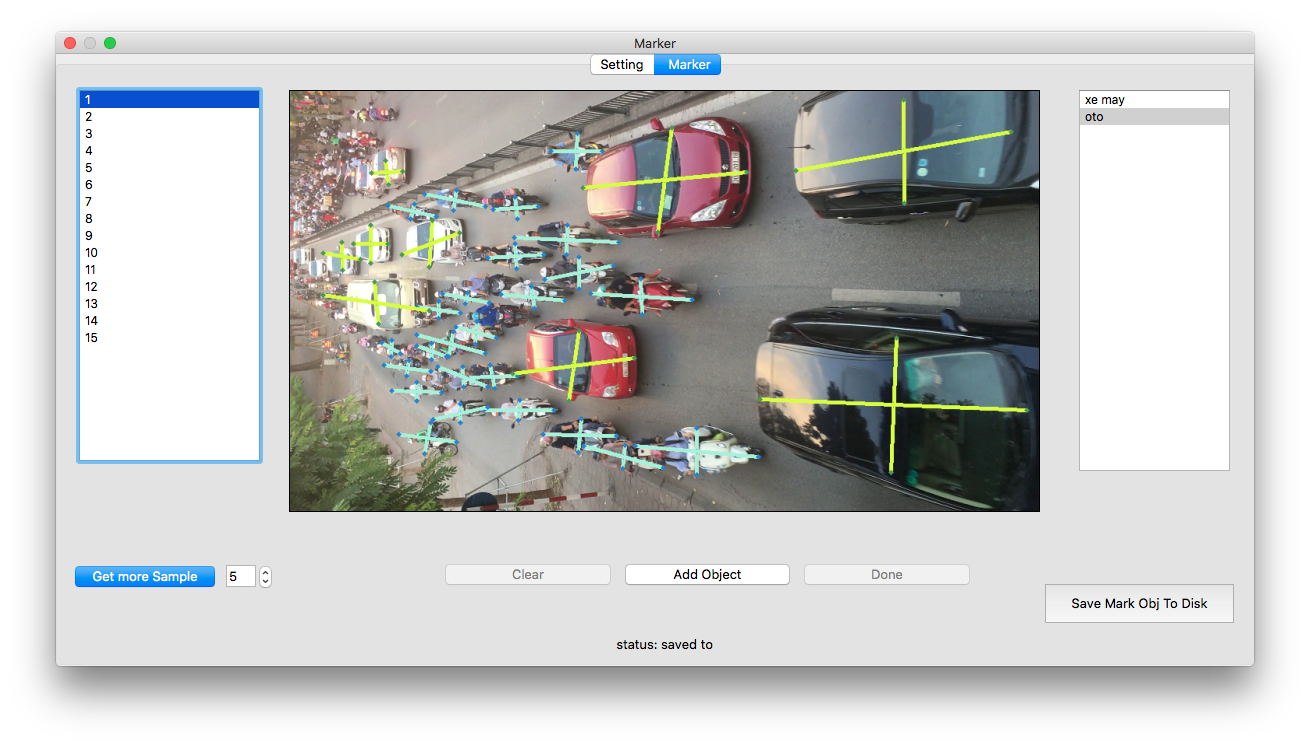 Marker
Setting
Marker
1
2
3
4
5
6
7
8
9
10
11
12
13
14
15
xe may
oto
Get more Sample
5
Clear
Add Object
Done
Save Mark Obj To Disk
status: saved to